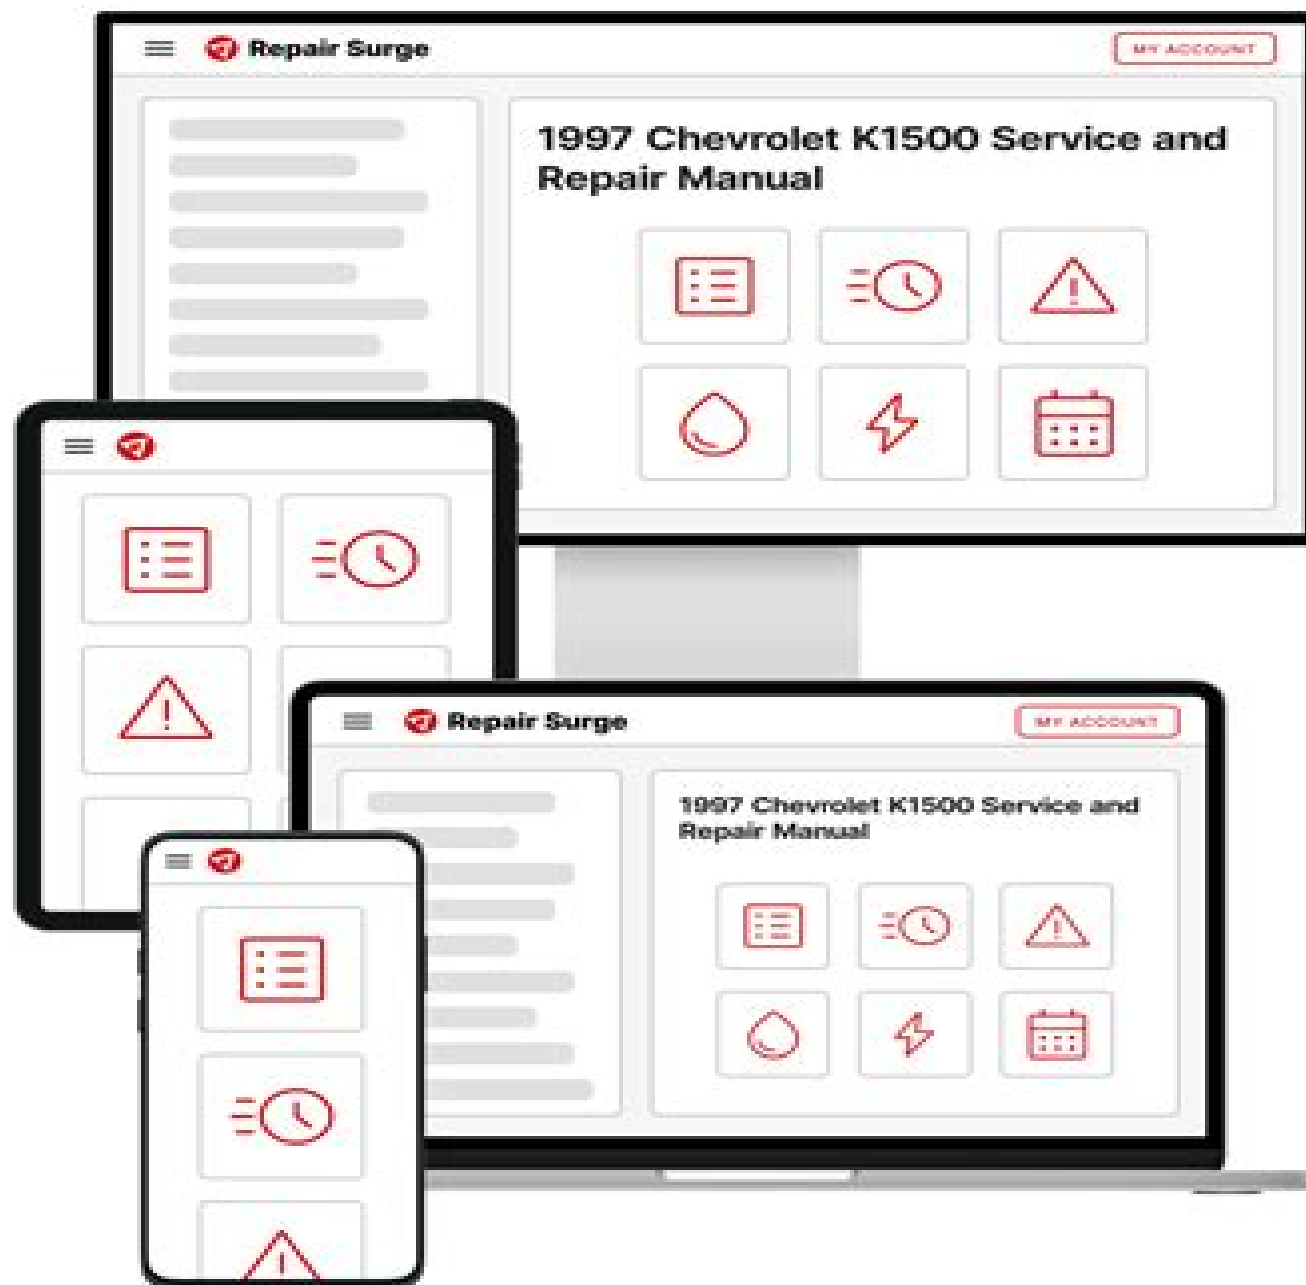 Repair Surge
MY ACCOUNT
1997 Chevrolet K1500 Service and
Repair Manual
Repair Surge
MY ACCOUNT
1997 Chevrolet K1500 Service and
Repair Manual